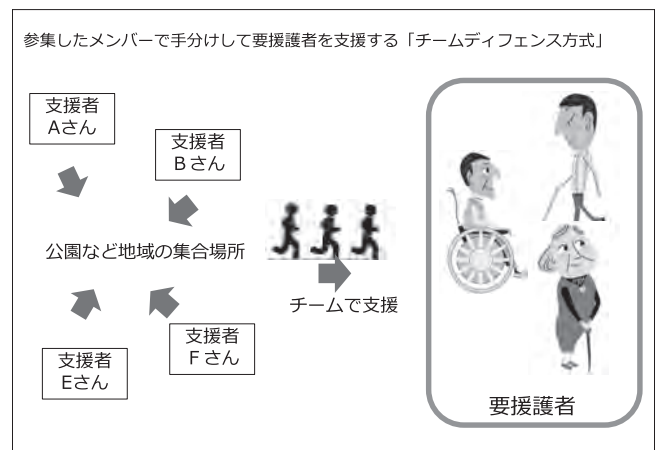 参集したメンバーで手分けして要援護者を支援する「チームディフェンス方式」
支援者
Aさん
支援者
Bさん
公園など地域の集合場所
チームで支援
支援者
Eさん
支援者
Fさん
要援護者